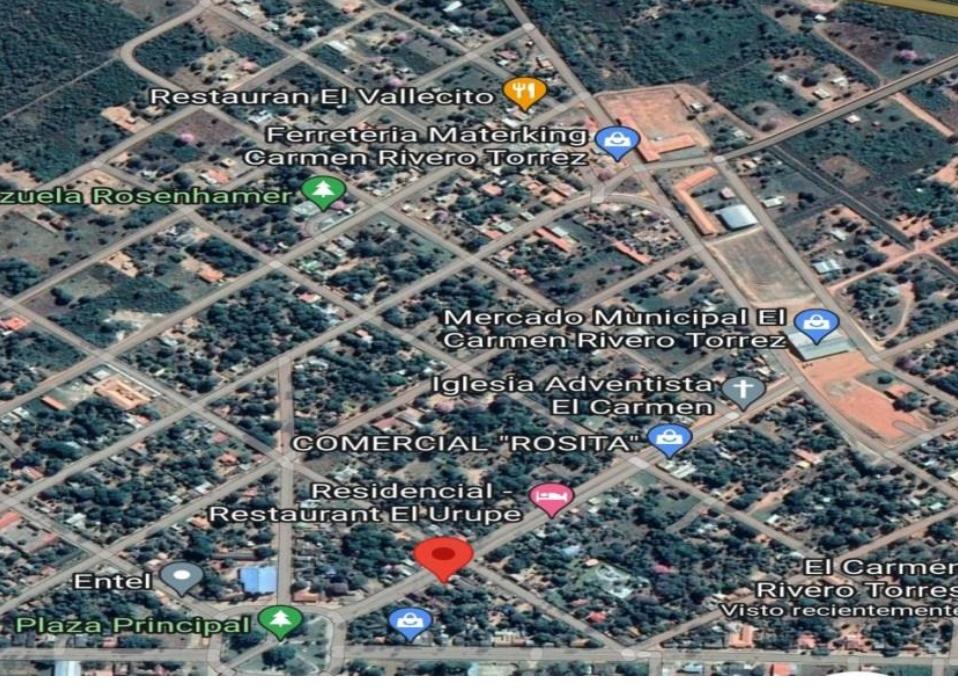 Restauran El Vallecito
Ferreteria Materking
Carmen Rivero Torrez
zuela Rosenhamer
Mercado Municipal El
Carmen Rivero Torrez
Iglesia Adventista
El Carmen
COMERCIAL "ROSITA"
Residencial -
Restaurant El Urupe
Entel
El Carmen
Rivero Torres
Visto recientemente
Plaza Principal